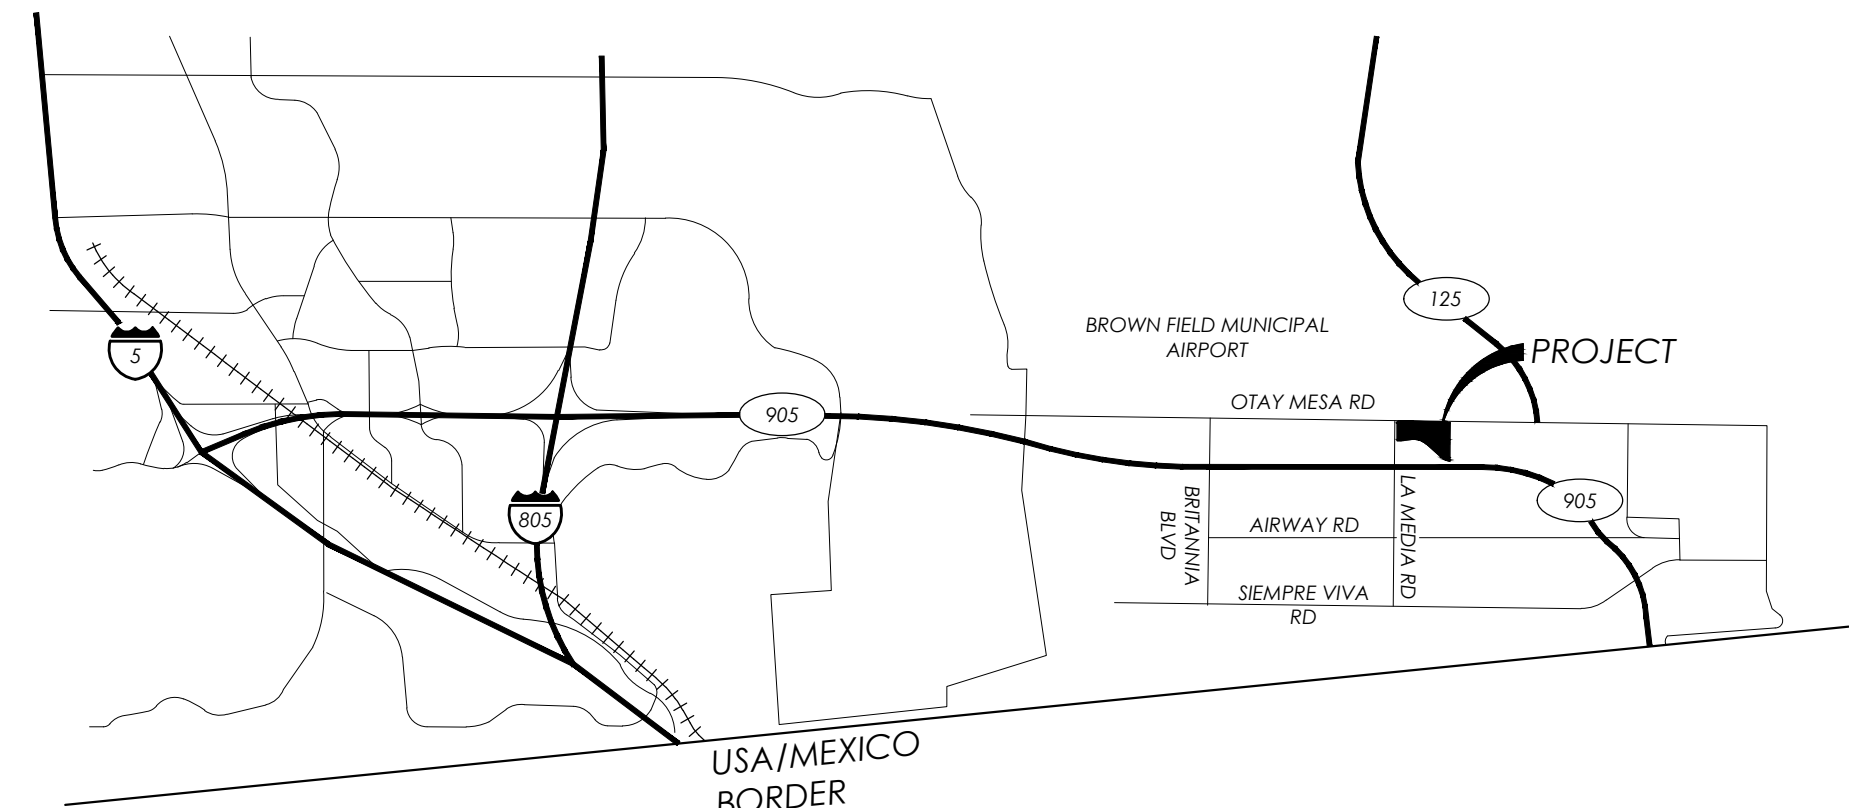 125
BROWN FIELD MUNICIPAL
AIRPORT
PROJECT
5
OTAY MESA RD
905
805
BRITANNIA
BLVD
LA MEDIA RD
905
AIRWAY RD
SIEMPRE VIVA
RD
USA/MEXICO
BORDER